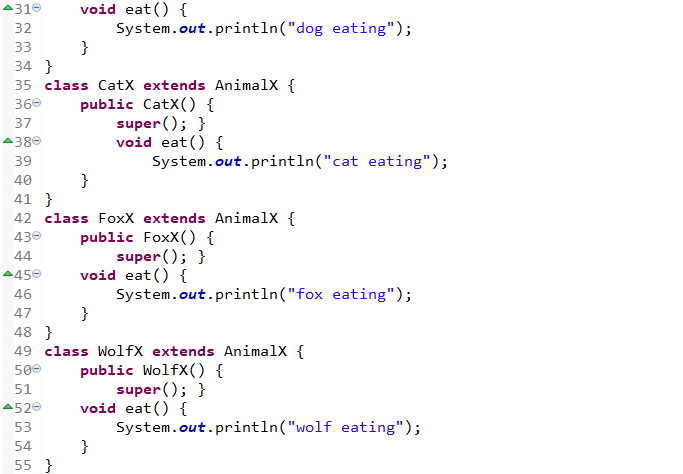 31 void eat() {
32 System.out.println("dog eating");
33 }
34 }
35 class CatX extends AnimalX {
36 public CatX() {
37 super(); }
38 void eat() {
39 System.out.println("cat eating");
40 }
41 }
42 class FoxX extends AnimalX {
43 public FoxX() {
44 super(); }
45 void eat() {
46 System.out.println("fox eating");
47 }
48 }
49 class WolfX extends AnimalX {
50 public WolfX() {
51 super(); }
52 void eat() {
53 System.out.println("wolf eating");
54 }
55 }